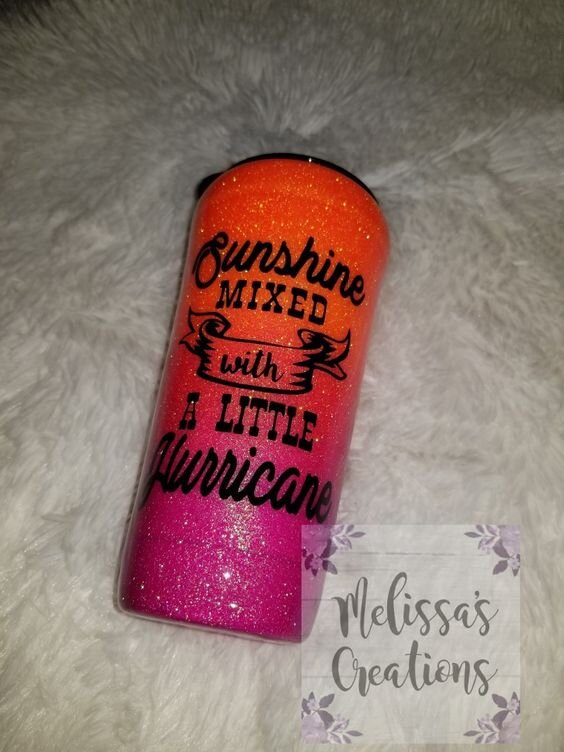 Sunshine
MIXED
with
A LITTLE
Hurricane
Melissa's
Creations